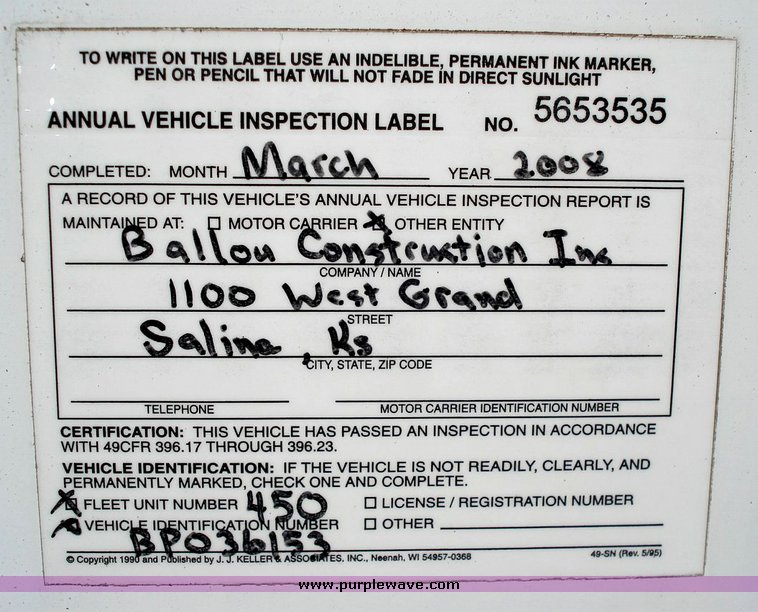 TO WRITE ON THIS LABEL USE AN INDELIBLE, PERMANENT INK MARKER,
PEN OR PENCIL THAT WILL NOT FADE IN DIRECT SUNLIGHT
ANNUAL VEHICLE INSPECTION LABEL NO. 5653535
COMPLETED: MONTH March YEAR 2008
A RECORD OF THIS VEHICLE'S ANNUAL VEHICLE INSPECTION REPORT IS
MAINTAINED AT: ☐ MOTOR CARRIER ☒ OTHER ENTITY
Ballou Construction Inc
COMPANY / NAME
1100 West Grand
STREET
Salina, Ks
CITY, STATE, ZIP CODE
TELEPHONE MOTOR CARRIER IDENTIFICATION NUMBER
CERTIFICATION: THIS VEHICLE HAS PASSED AN INSPECTION IN ACCORDANCE
WITH 49CFR 396.17 THROUGH 396.23.
VEHICLE IDENTIFICATION: IF THE VEHICLE IS NOT READILY, CLEARLY, AND
PERMANENTLY MARKED, CHECK ONE AND COMPLETE.
☒ FLEET UNIT NUMBER 450 ☐ LICENSE / REGISTRATION NUMBER
☒ VEHICLE IDENTIFICATION NUMBER ☐ OTHER
BPO36153
© Copyright 1990 and Published by J. J. KELLER & ASSOCIATES, INC., Neenah, WI 54957-0368 49-SN (Rev. 5/95)
www.purplewave.com